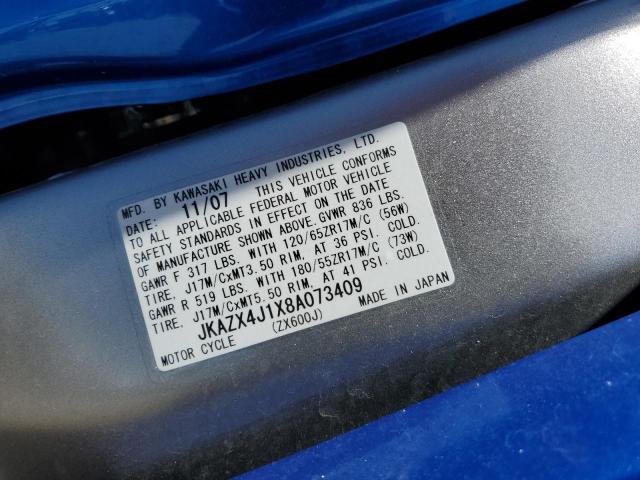 MFD. BY KAWASAKI HEAVY INDUSTRIES, LTD.
DATE: 11/07 THIS VEHICLE CONFORMS
TO ALL APPLICABLE FEDERAL MOTOR VEHICLE
SAFETY STANDARDS IN EFFECT ON THE DATE
OF MANUFACTURE SHOWN ABOVE. GVWR 836 LBS.
GAWR F 317 LBS. WITH 120/65ZR17M/C (56W)
TIRE, J17M/CxMT3.50 RIM, AT 36 PSI. COLD.
GAWR R 519 LBS. WITH 180/55ZR17M/C (73W)
TIRE, J17M/CxMT5.50 RIM, AT 41 PSI. COLD.
JKAZX4J1X8A073409
MOTOR CYCLE (ZX600J) MADE IN JAPAN